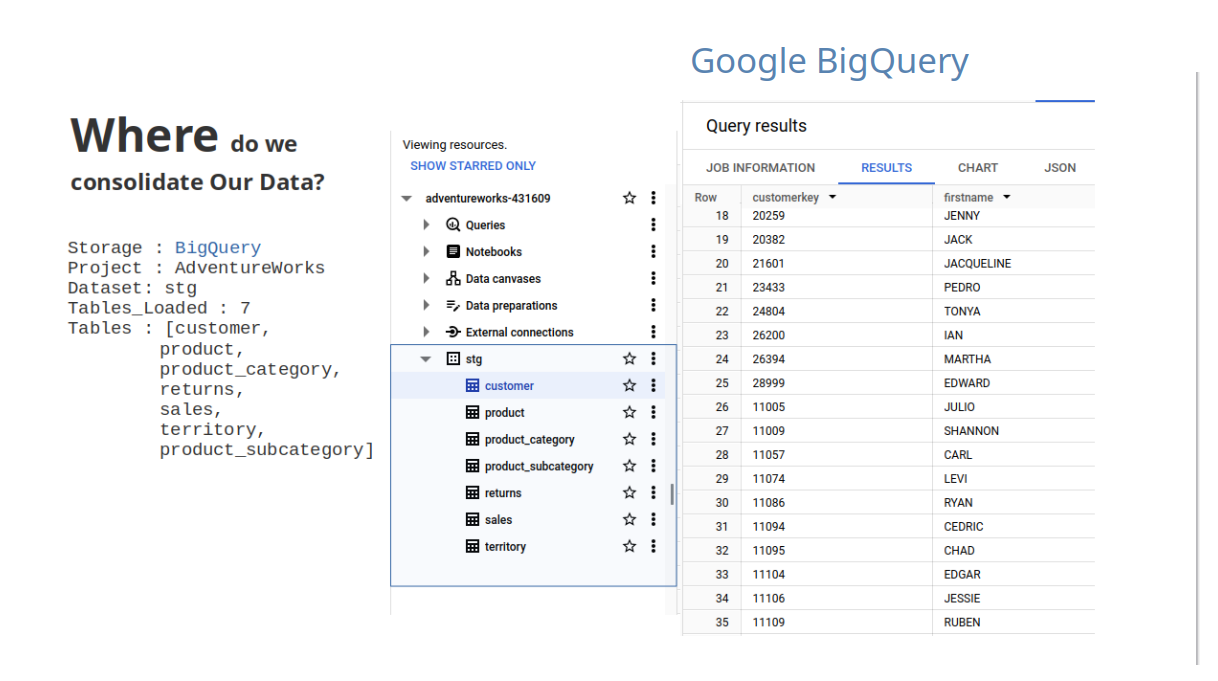 Google BigQuery
Where do we
consolidate Our Data?
Storage : BigQuery
Project : AdventureWorks
Dataset: stg
Tables_Loaded : 7
Tables : [customer,
product,
product_category,
returns,
sales,
territory,
product_subcategory]
Viewing resources.
SHOW STARRED ONLY
adventureworks-431609
Queries
Notebooks
Data canvases
Data preparations
External connections
stg
customer
product
product_category
product_subcategory
returns
sales
territory
Query results
JOB INFORMATION RESULTS CHART JSON
Row customerkey firstname
18 20259 JENNY
19 20382 JACK
20 21601 JACQUELINE
21 23433 PEDRO
22 24804 TONYA
23 26200 IAN
24 26394 MARTHA
25 28999 EDWARD
26 11005 JULIO
27 11009 SHANNON
28 11057 CARL
29 11074 LEVI
30 11086 RYAN
31 11094 CEDRIC
32 11095 CHAD
33 11104 EDGAR
34 11106 JESSIE
35 11109 RUBEN